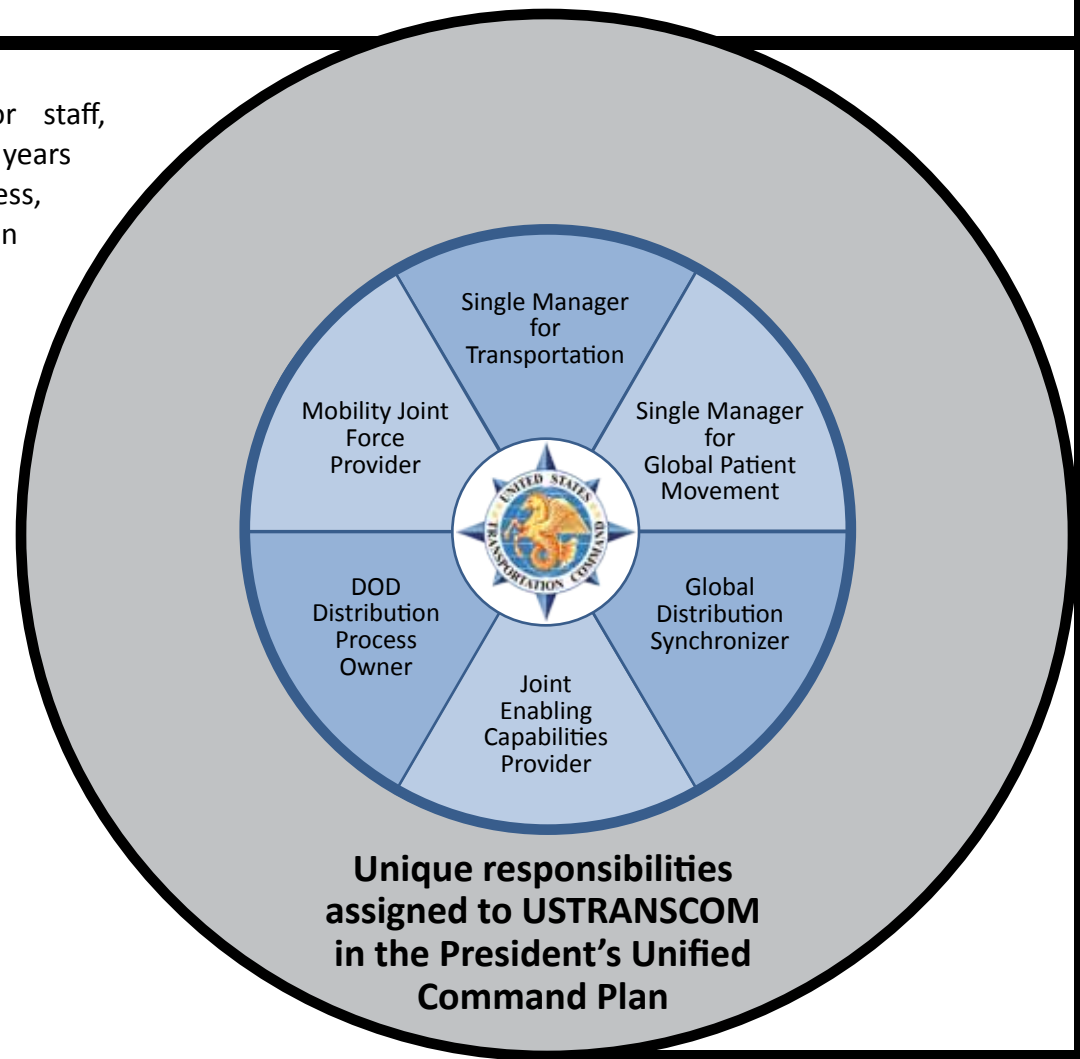 or staff,
years
ess,
n
Single Manager
for
Transportation
Single Manager
for
Global Patient
Movement
Global
Distribution
Synchronizer
Joint
Enabling
Capabilities
Provider
DOD
Distribution
Process
Owner
Mobility Joint
Force
Provider
UNITED STATES
TRANSPORTATION COMMAND
Unique responsibilities
assigned to USTRANSCOM
in the President’s Unified
Command Plan